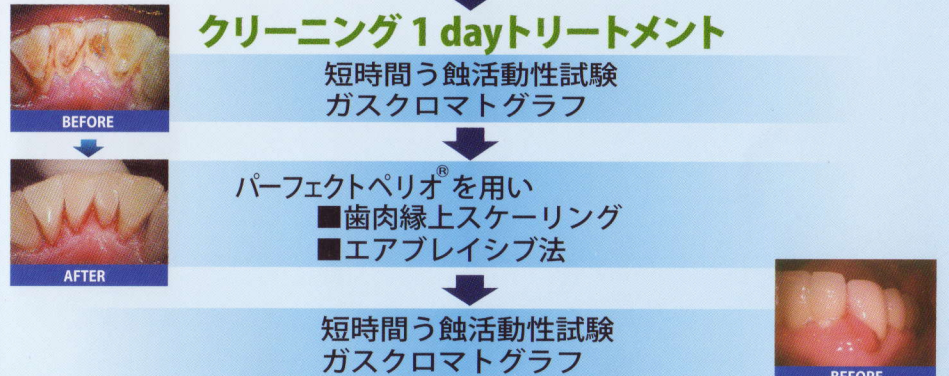 クリーニング 1 dayトリートメント
短時間う蝕活動性試験
ガスクロマトグラフ
BEFORE
パーフェクトペリオ®を用い
■歯肉縁上スケーリング
■エアブレイシブ法
AFTER
短時間う蝕活動性試験
ガスクロマトグラフ
BEFORE